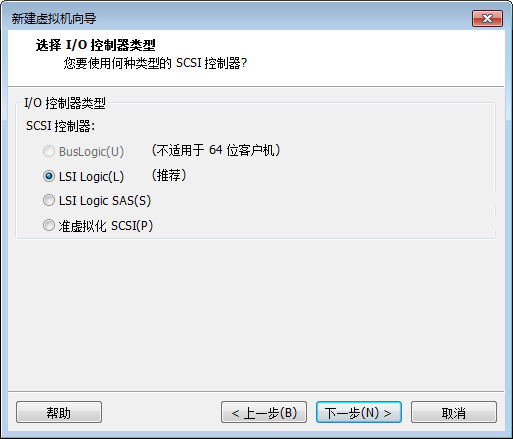 新建虚拟机向导
选择 I/O 控制器类型
您要使用何种类型的 SCSI 控制器?
I/O 控制器类型
SCSI 控制器:
BusLogic(U) (不适用于 64 位客户机)
LSI Logic(L) (推荐)
LSI Logic SAS(S)
准虚拟化 SCSI(P)
帮助 < 上一步(B) 下一步(N) > 取消